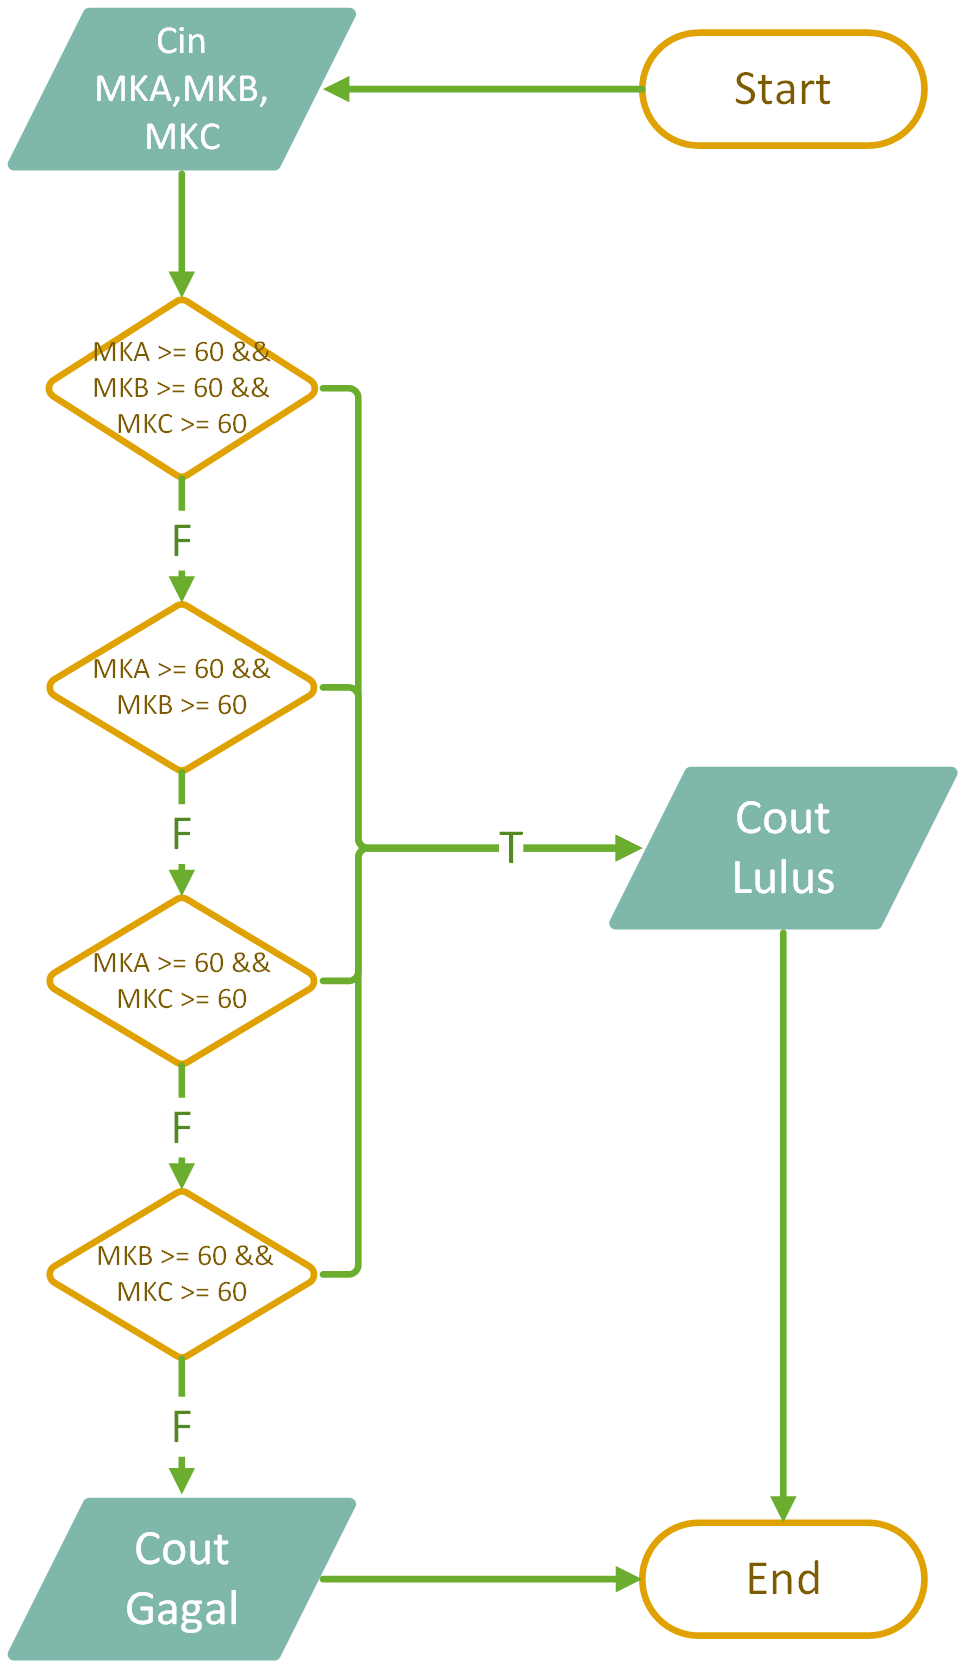 Start
Cin
MKA,MKB,
MKC
MKA >= 60 &&
MKB >= 60 &&
MKC >= 60
F
MKA >= 60 &&
MKB >= 60
F
MKA >= 60 &&
MKC >= 60
F
MKB >= 60 &&
MKC >= 60
T
Cout
Lulus
F
Cout
Gagal
End